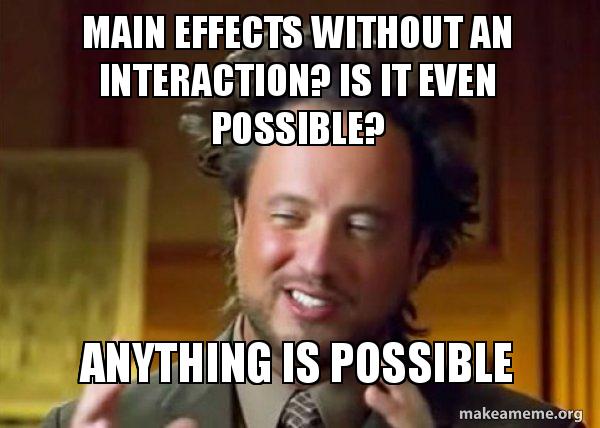 MAIN EFFECTS WITHOUT AN
INTERACTION? IS IT EVEN
POSSIBLE?
ANYTHING IS POSSIBLE
makeameme.org